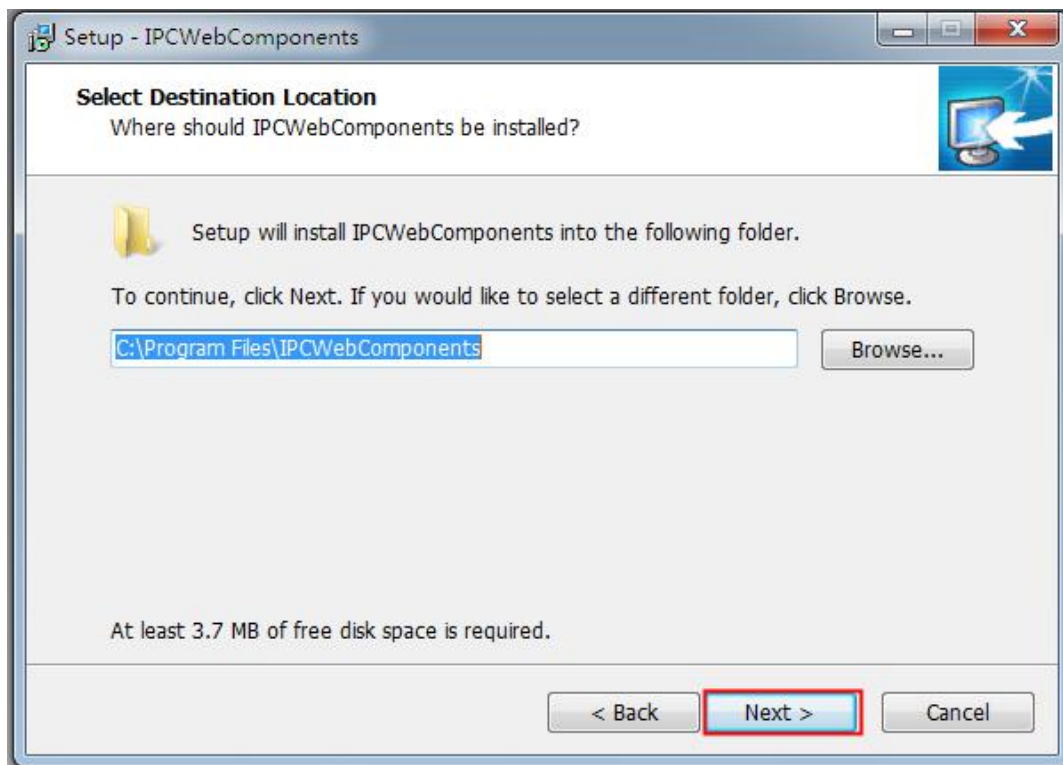 Setup - IPCWebComponents
Select Destination Location
Where should IPCWebComponents be installed?
Setup will install IPCWebComponents into the following folder.
To continue, click Next. If you would like to select a different folder, click Browse.
C:\Program Files\IPCWebComponents
Browse...
At least 3.7 MB of free disk space is required.
< Back
Next >
Cancel